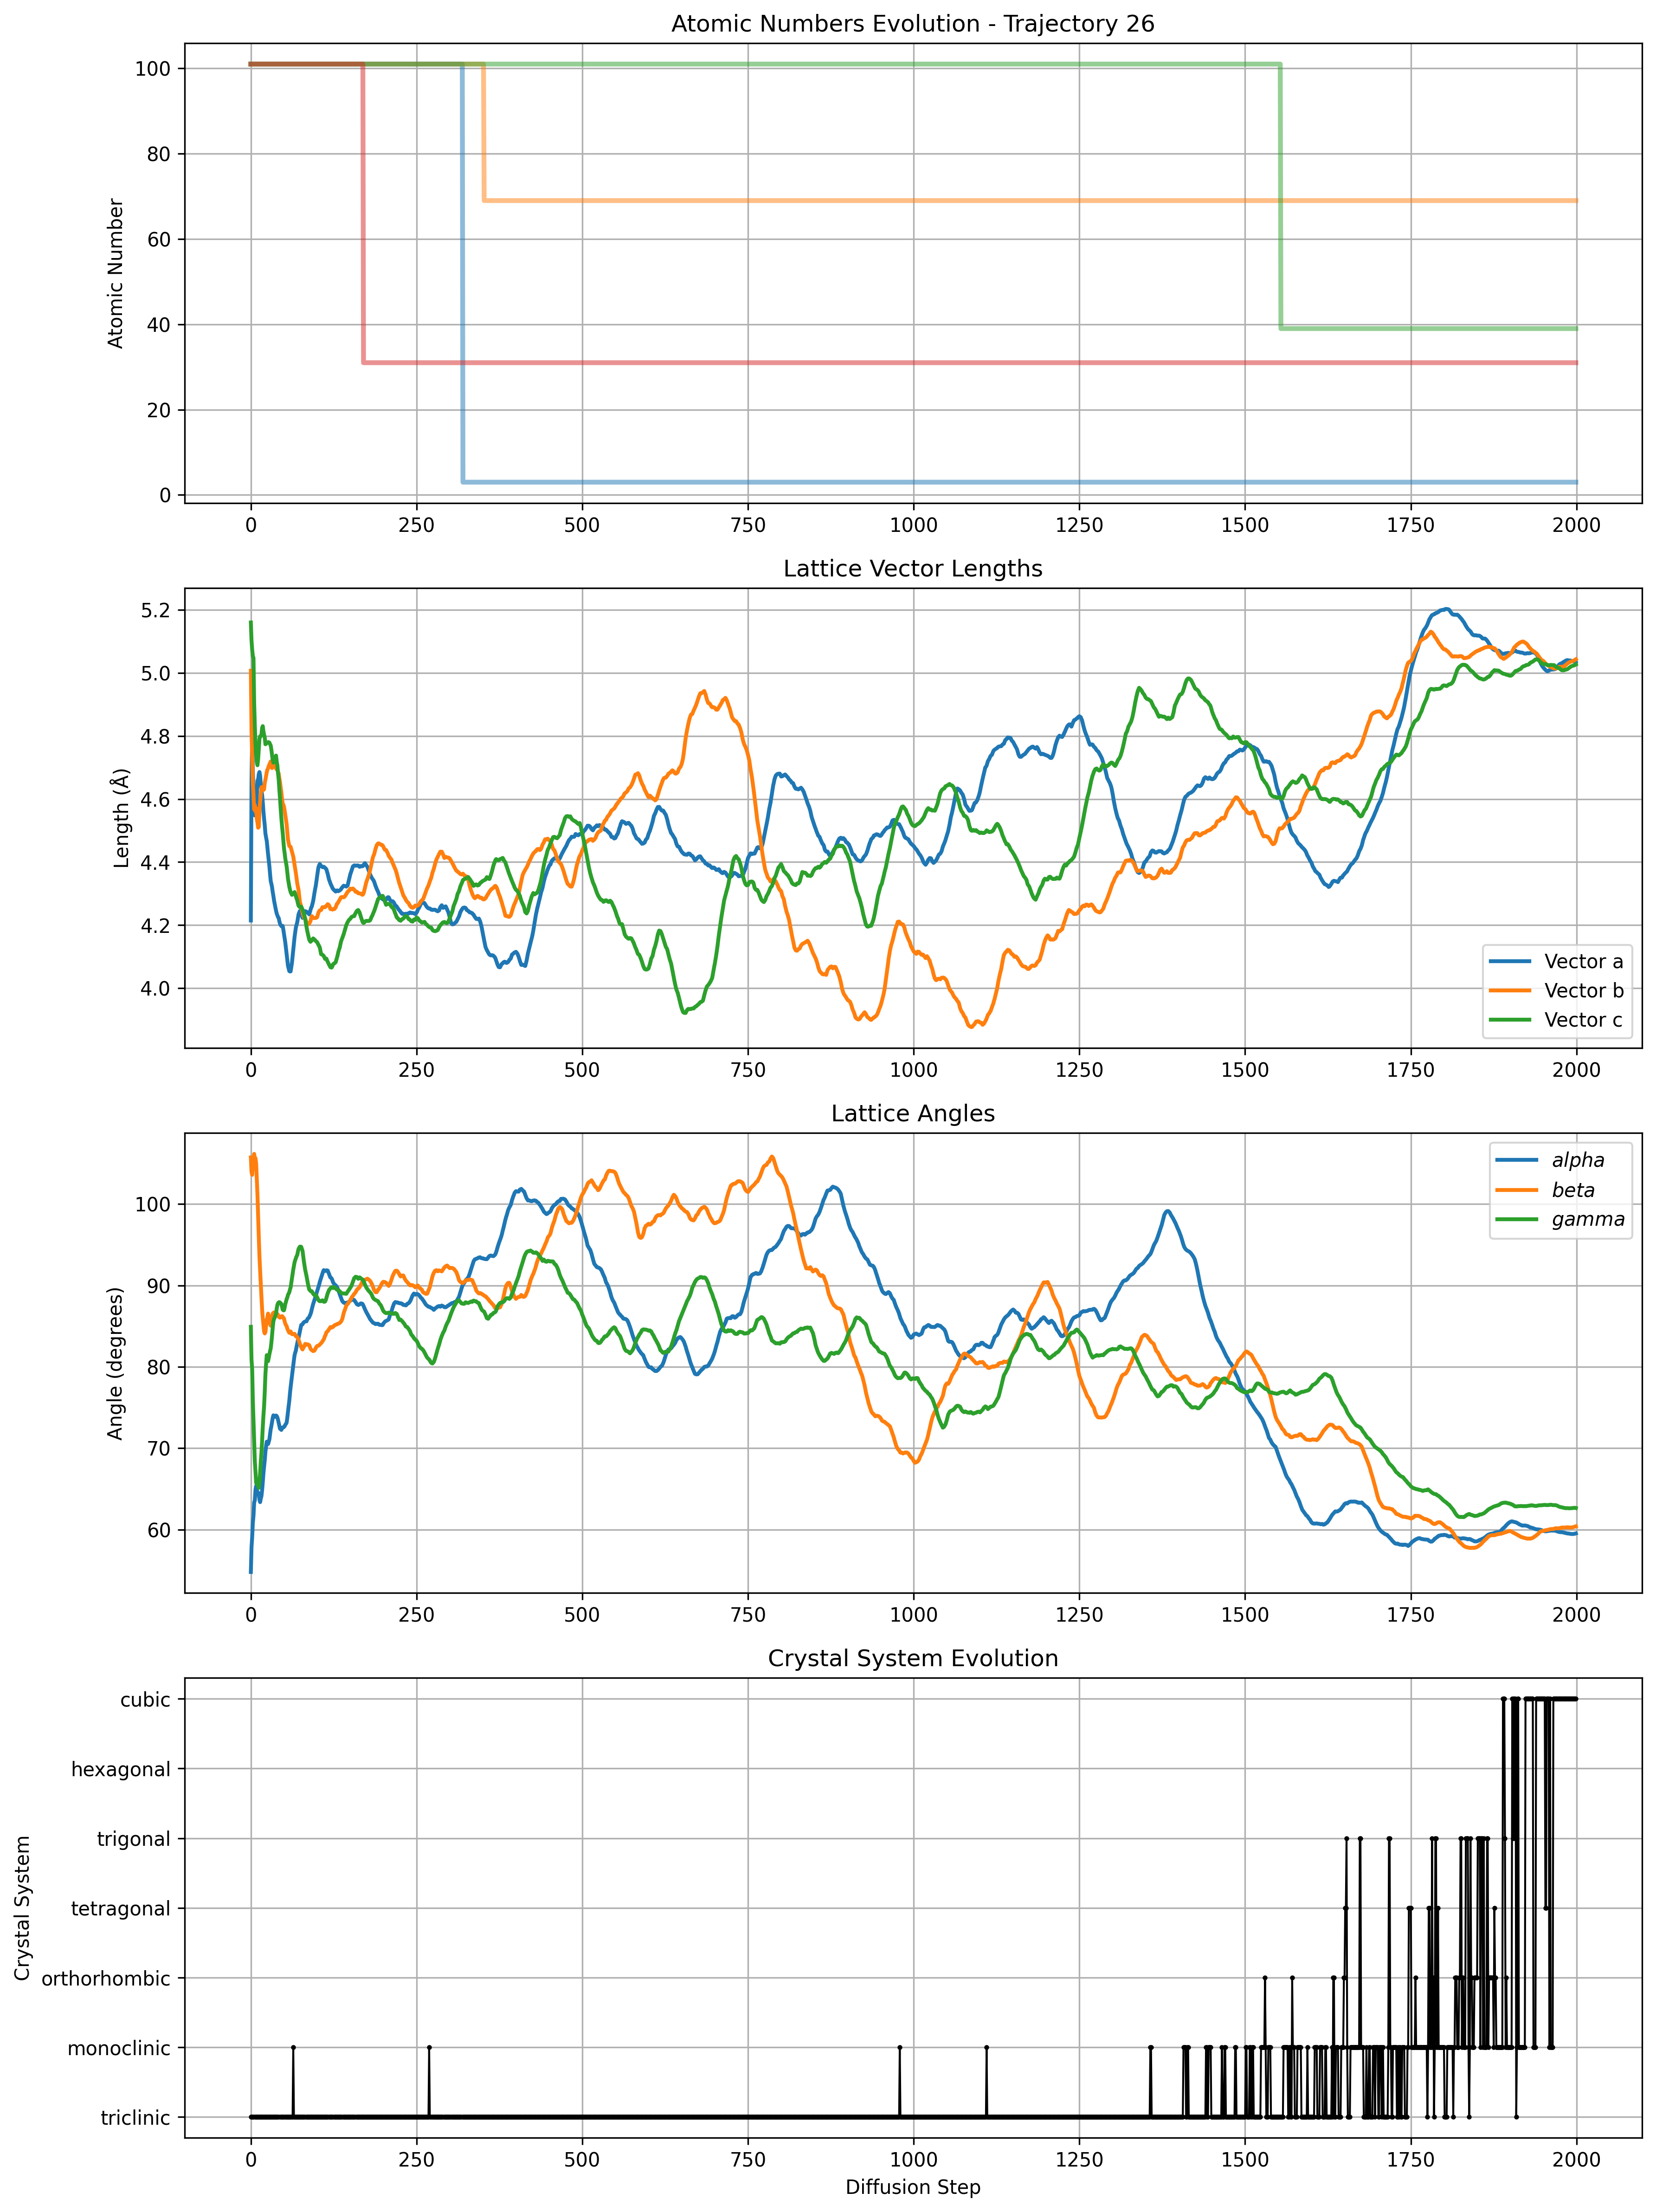 Atomic Numbers Evolution - Trajectory 26
Atomic Number
100
80
60
40
20
0
0 250 500 750 1000 1250 1500 1750 2000
Lattice Vector Lengths
Length (Å)
5.2
5.0
4.8
4.6
4.4
4.2
4.0
Vector a
Vector b
Vector c
0 250 500 750 1000 1250 1500 1750 2000
Lattice Angles
Angle (degrees)
100
90
80
70
60
alpha
beta
gamma
0 250 500 750 1000 1250 1500 1750 2000
Crystal System Evolution
Crystal System
cubic
hexagonal
trigonal
tetragonal
orthorhombic
monoclinic
triclinic
0 250 500 750 1000 1250 1500 1750 2000
Diffusion Step